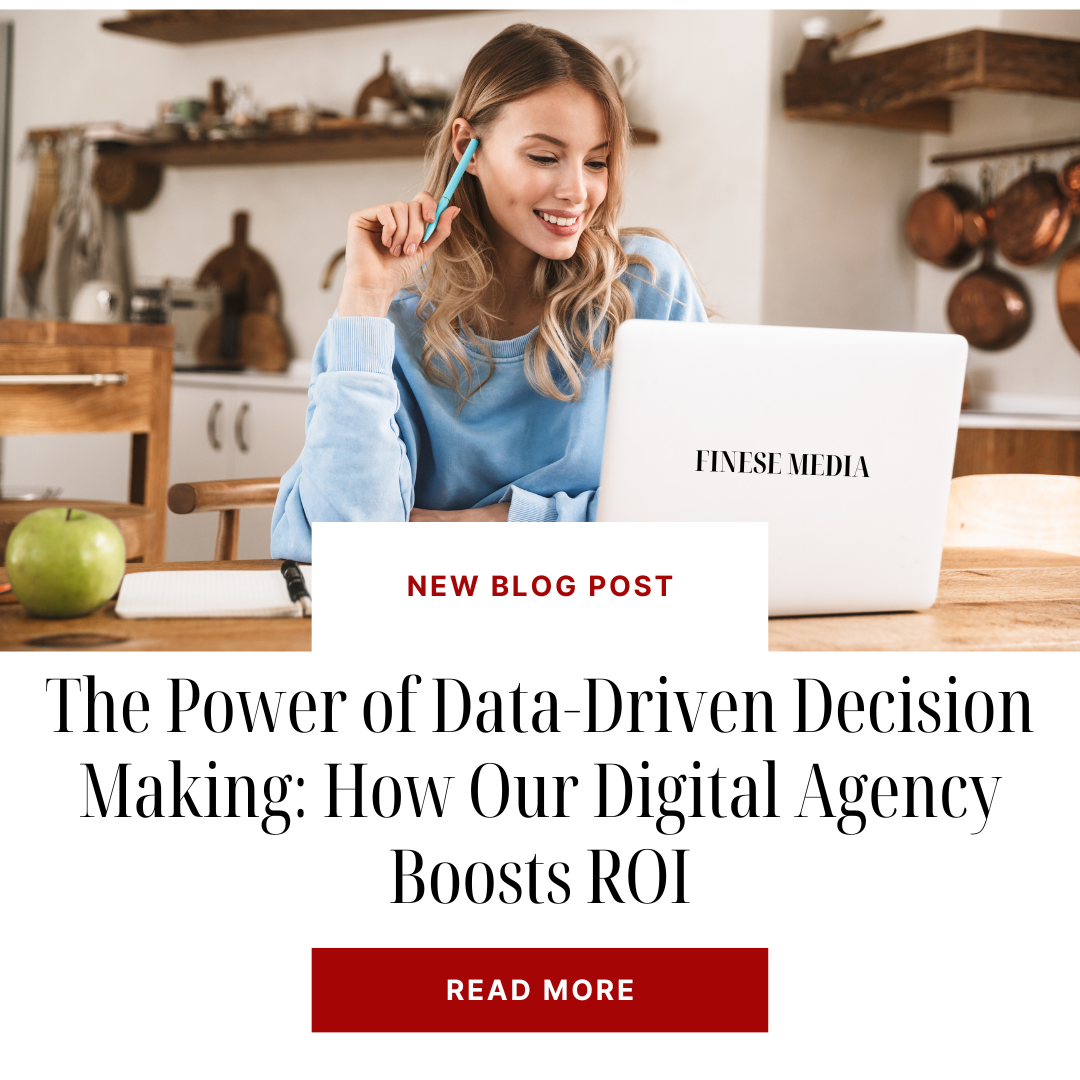 FINESE MEDIA
NEW BLOG POST
The Power of Data-Driven Decision
Making: How Our Digital Agency
Boosts ROI
READ MORE